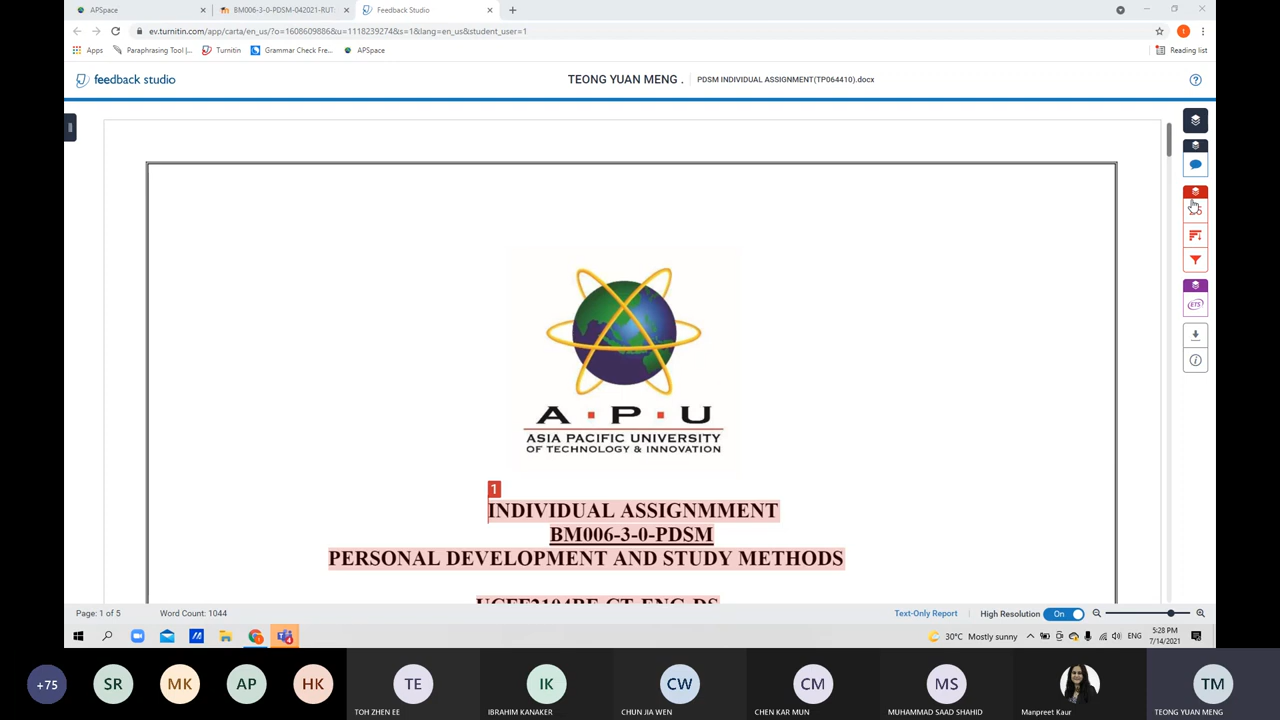 APSpace
BM006-3-0-PDSM-042021-RUT
Feedback Studio
ev.turnitin.com/app/carta/en_us/?o=1608609886&u=1118239274&s=1&lang=en_us&student_user=1
Apps
Paraphrasing Tool |...
Turnitin
Grammar Check Fre...
APSpace
Reading list
feedback studio
TEONG YUAN MENG .
PDSM INDIVIDUAL ASSIGNMENT(TP064410).docx
A . P . U
ASIA PACIFIC UNIVERSITY
OF TECHNOLOGY & INNOVATION
1
INDIVIDUAL ASSIGNMMENT
BM006-3-0-PDSM
PERSONAL DEVELOPMENT AND STUDY METHODS
ETS
Page: 1 of 5
Word Count: 1044
Text-Only Report
High Resolution
On
30°C Mostly sunny
ENG
5:28 PM
7/14/2021
+75
SR
MK
AP
HK
TE
IK
CW
CM
MS
TM
TOH ZHEN EE
IBRAHIM KANAKER
CHUN JIA WEN
CHEN KAR MUN
MUHAMMAD SAAD SHAHID
Manpreet Kaur
TEONG YUAN MENG